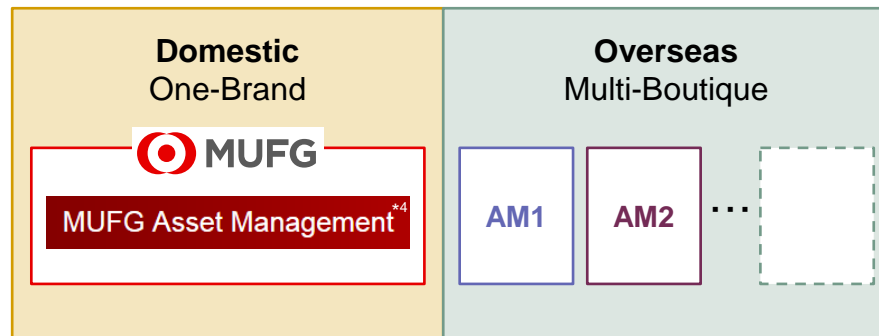 Domestic
One-Brand
MUFG
MUFG Asset Management*4
Overseas
Multi-Boutique
AM1
AM2
...